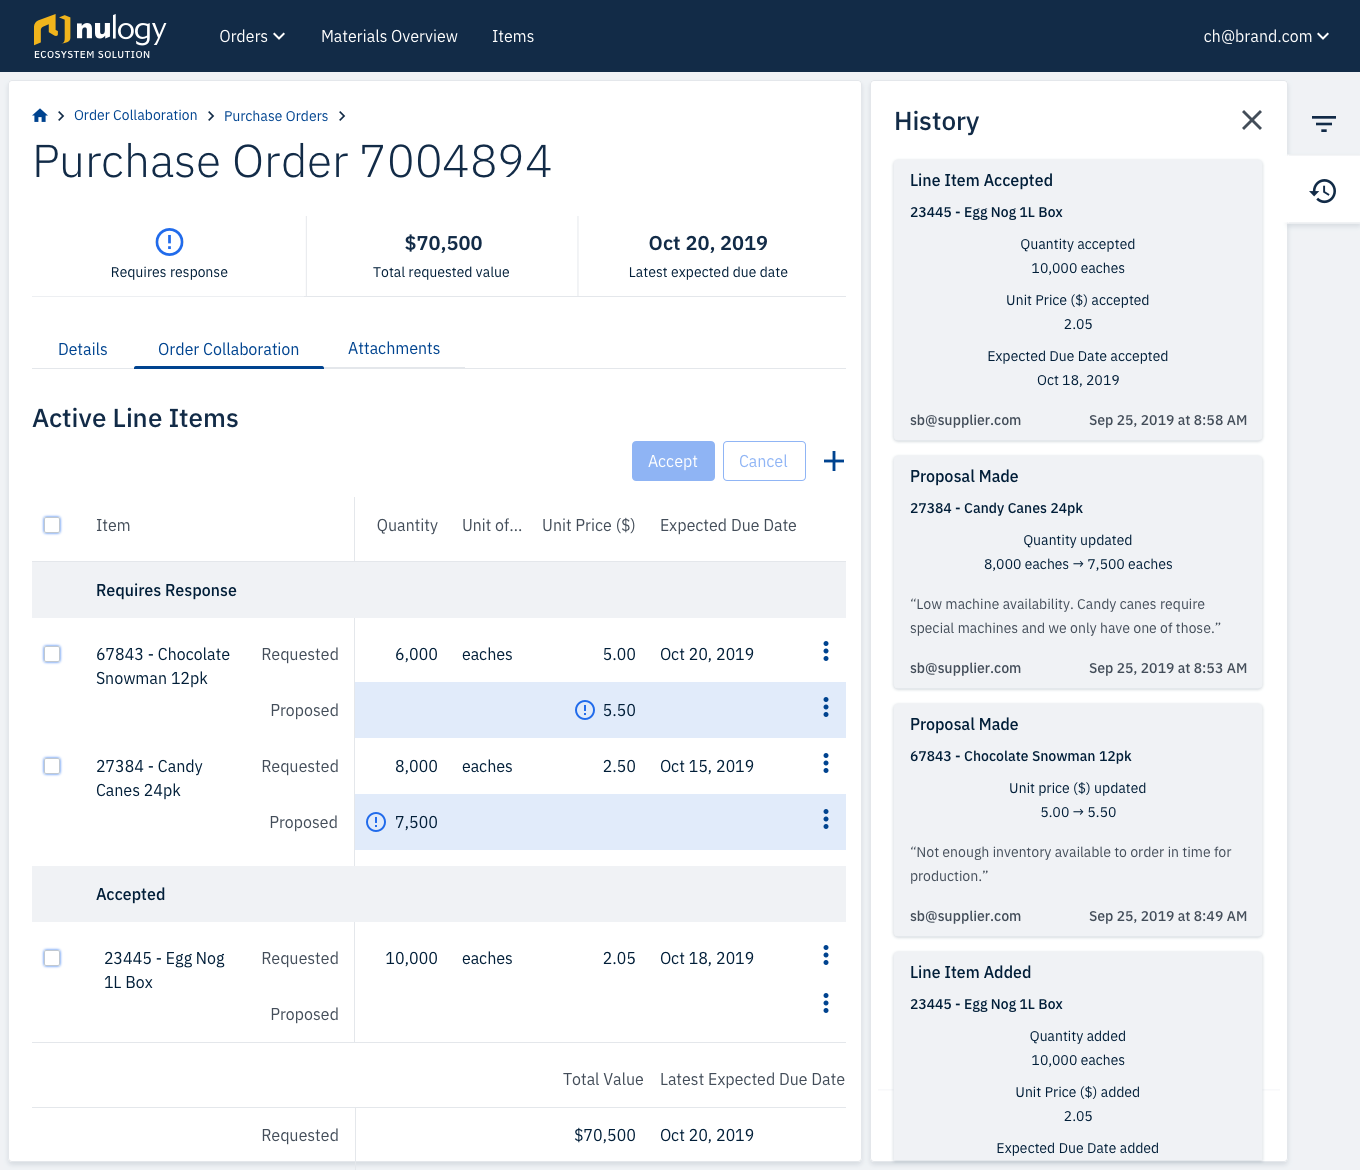 nulogy
ECOSYSTEM SOLUTION
Orders
Materials Overview
Items
ch@brand.com
Order Collaboration
Purchase Orders
Purchase Order 7004894
Requires response
$70,500
Total requested value
Oct 20, 2019
Latest expected due date
Details
Order Collaboration
Attachments
Active Line Items
Accept
Cancel
Item
Quantity
Unit of...
Unit Price ($)
Expected Due Date
Requires Response
67843 - Chocolate
Snowman 12pk
Requested
6,000
eaches
5.00
Oct 20, 2019
Proposed
5.50
27384 - Candy
Canes 24pk
Requested
8,000
eaches
2.50
Oct 15, 2019
Proposed
7,500
Accepted
23445 - Egg Nog
1L Box
Requested
10,000
eaches
2.05
Oct 18, 2019
Proposed
Total Value
Latest Expected Due Date
Requested
$70,500
Oct 20, 2019
History
Line Item Accepted
23445 - Egg Nog 1L Box
Quantity accepted
10,000 eaches
Unit Price ($) accepted
2.05
Expected Due Date accepted
Oct 18, 2019
sb@supplier.com
Sep 25, 2019 at 8:58 AM
Proposal Made
27384 - Candy Canes 24pk
Quantity updated
8,000 eaches → 7,500 eaches
“Low machine availability. Candy canes require
special machines and we only have one of those.”
sb@supplier.com
Sep 25, 2019 at 8:53 AM
Proposal Made
67843 - Chocolate Snowman 12pk
Unit price ($) updated
5.00 → 5.50
“Not enough inventory available to order in time for
production.”
sb@supplier.com
Sep 25, 2019 at 8:49 AM
Line Item Added
23445 - Egg Nog 1L Box
Quantity added
10,000 eaches
Unit Price ($) added
2.05
Expected Due Date added